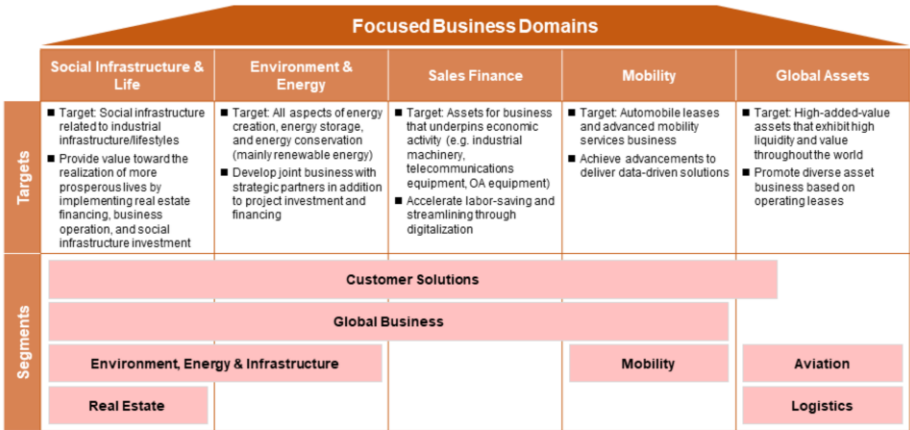 Focused Business Domains
Social Infrastructure &
Life
Environment &
Energy
Sales Finance
Mobility
Global Assets
Targets
■ Target: Social infrastructure
related to industrial
infrastructure/lifestyles
■ Provide value toward the
realization of more
prosperous lives by
implementing real estate
financing, business
operation, and social
infrastructure investment
■ Target: All aspects of energy
creation, energy storage,
and energy conservation
(mainly renewable energy)
■ Develop joint business with
strategic partners in addition
to project investment and
financing
■ Target: Assets for business
that underpins economic
activity (e.g. industrial
machinery,
telecommunications
equipment, OA equipment)
■ Accelerate labor-saving and
streamlining through
digitalization
■ Target: Automobile leases
and advanced mobility
services business
■ Achieve advancements to
deliver data-driven solutions
■ Target: High-added-value
assets that exhibit high
liquidity and value
throughout the world
■ Promote diverse asset
business based on
operating leases
Segments
Customer Solutions
Global Business
Environment, Energy & Infrastructure
Mobility
Aviation
Real Estate
Logistics